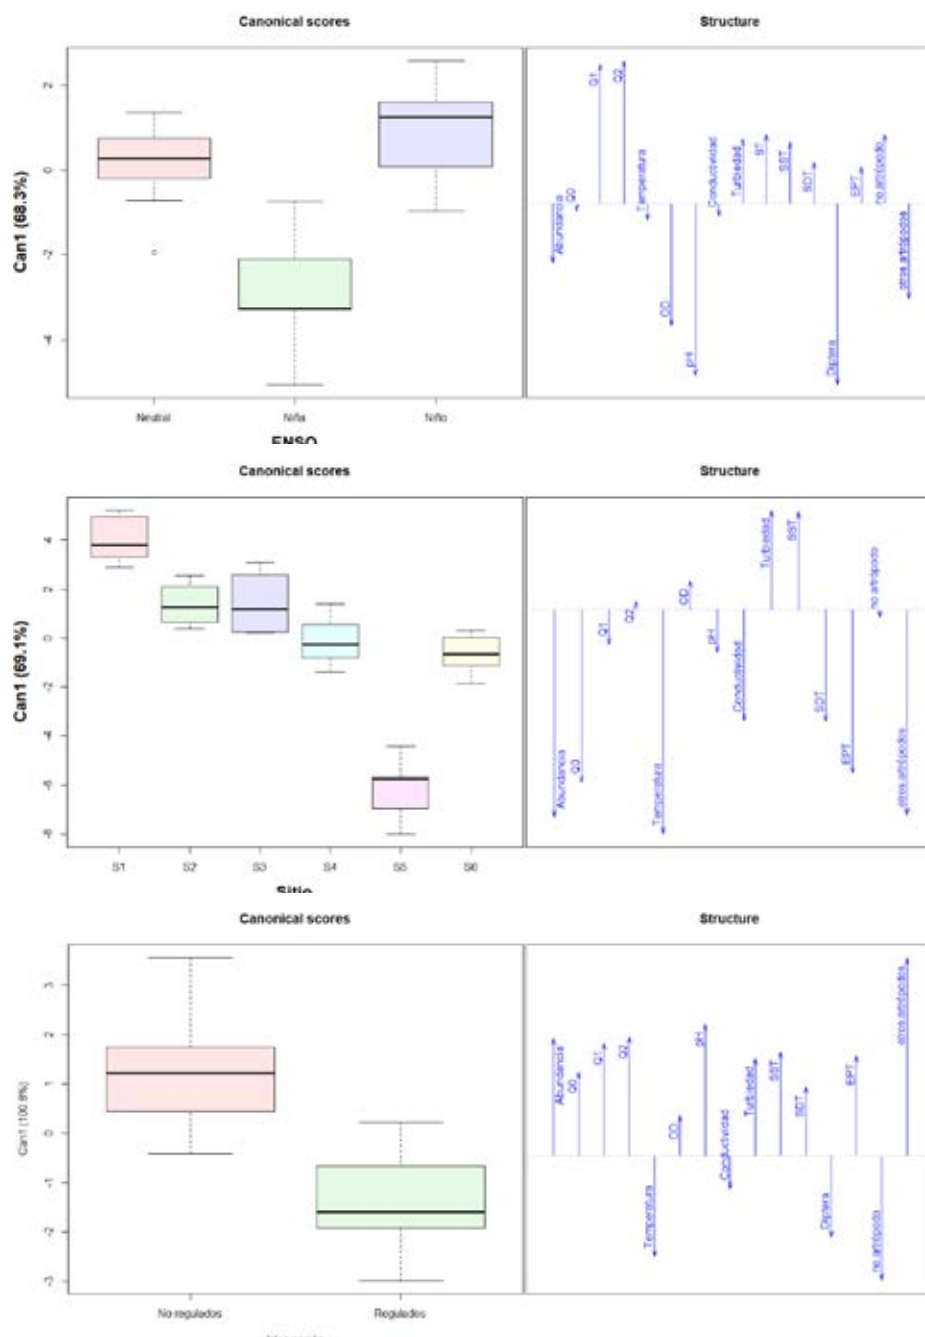 Canonical scores
Structure
Can1 (68.3%)
2
0
-2
-4
Neutral
Niña
Niño
ENSO
Abundancia
Q0
Q1
Q2
Temperatura
OD
pH
Conductividad
Turbiedad
ST
SST
SDT
Diptera
EPT
no artrópodo
otros artrópodos
Canonical scores
Structure
Can1 (69.1%)
4
2
0
-2
-4
-6
-8
S1
S2
S3
S4
S5
S6
Sitio
Abundancia
Q0
Q1
Q2
Temperatura
OD
pH
Conductividad
Turbiedad
SST
SDT
EPT
no artrópodo
otros artrópodos
Canonical scores
Structure
3
2
1
0
-1
-2
-3
No regulados
Regulados
Abundancia
Q0
Q1
Q2
Temperatura
OD
pH
Conductividad
Turbiedad
SST
SDT
Diptera
EPT
no artrópodo
otros artrópodos